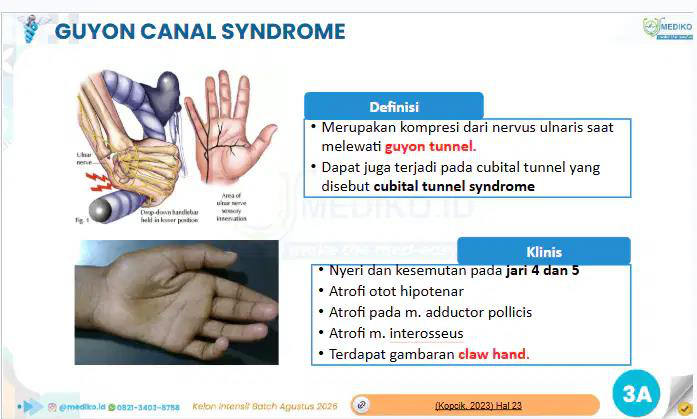 GUYON CANAL SYNDROME
MEDIKO
Definisi
• Merupakan kompresi dari nervus ulnaris saat
melewati guyon tunnel.
• Dapat juga terjadi pada cubital tunnel yang
disebut cubital tunnel syndrome
Ulnar
nerve
Fig. 1
Drop-down handlebar
held in lower position
Area of
ulnar nerve
sensory
innervation
MEDIKO.ID
Klinis
• Nyeri dan kesemutan pada jari 4 dan 5
• Atrofi otot hipotenar
• Atrofi pada m. adductor pollicis
• Atrofi m. interosseus
• Terdapat gambaran claw hand.
@mediko.id 0821-3403-8758 Kelon Intensif Batch Agustus 2026
(Kopcik, 2023) Hal 23
3A